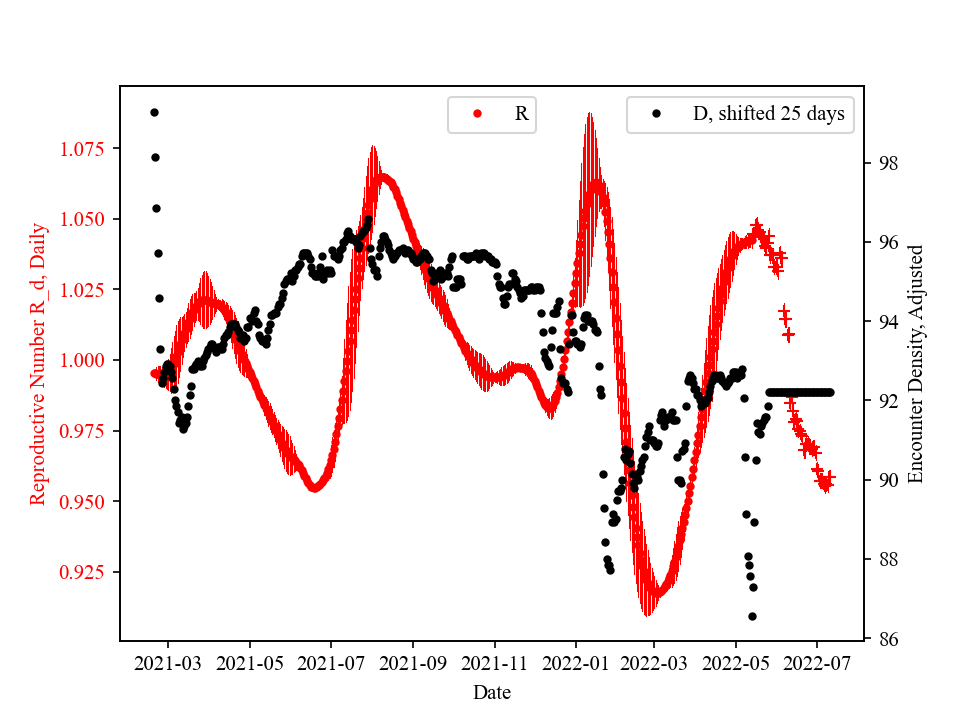 R
D, shifted 25 days
1.075
1.050
1.025
1.000
0.975
0.950
0.925
Reproductive Number R_d, Daily
98
96
94
92
90
88
86
Encounter Density, Adjusted
2021-03 2021-05 2021-07 2021-09 2021-11 2022-01 2022-03 2022-05 2022-07
Date